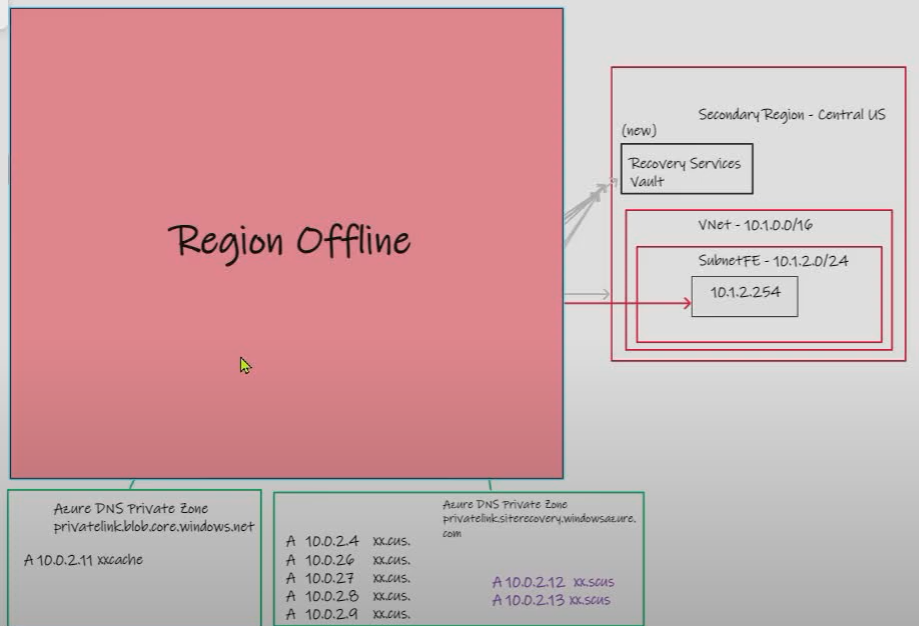 Region Offline
Secondary Region - Central US
(new)
Recovery Services
Vault
VNet - 10.1.0.0/16
SubnetFE - 10.1.2.0/24
10.1.2.254
Azure DNS Private Zone
privatelink.blob.core.windows.net
A 10.0.2.11 xxcache
Azure DNS Private Zone
privatelink.siterecovery.windowsazure.
com
A 10.0.2.4 xx.cus.
A 10.0.26 xx.cus.
A 10.0.27 xx.cus.
A 10.0.2.8 xx.cus.
A 10.0.2.9 xx.cus.
A 10.0.2.12 xx.scus
A 10.0.2.13 xx.scus